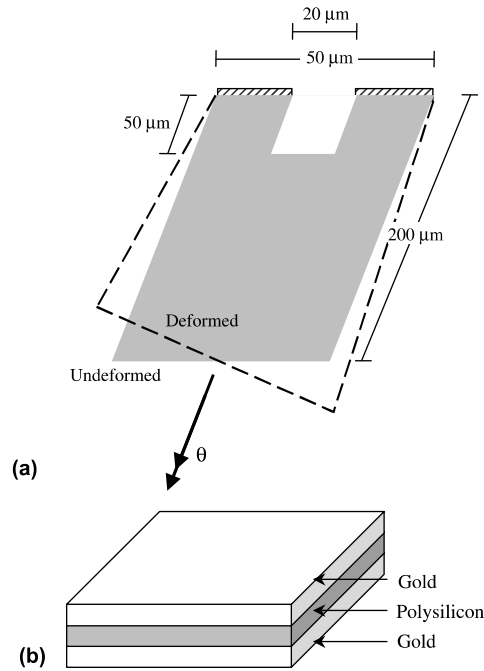 20 μm
50 μm
50 μm
200 μm
Deformed
Undeformed
θ
(a)
Gold
Polysilicon
Gold
(b)